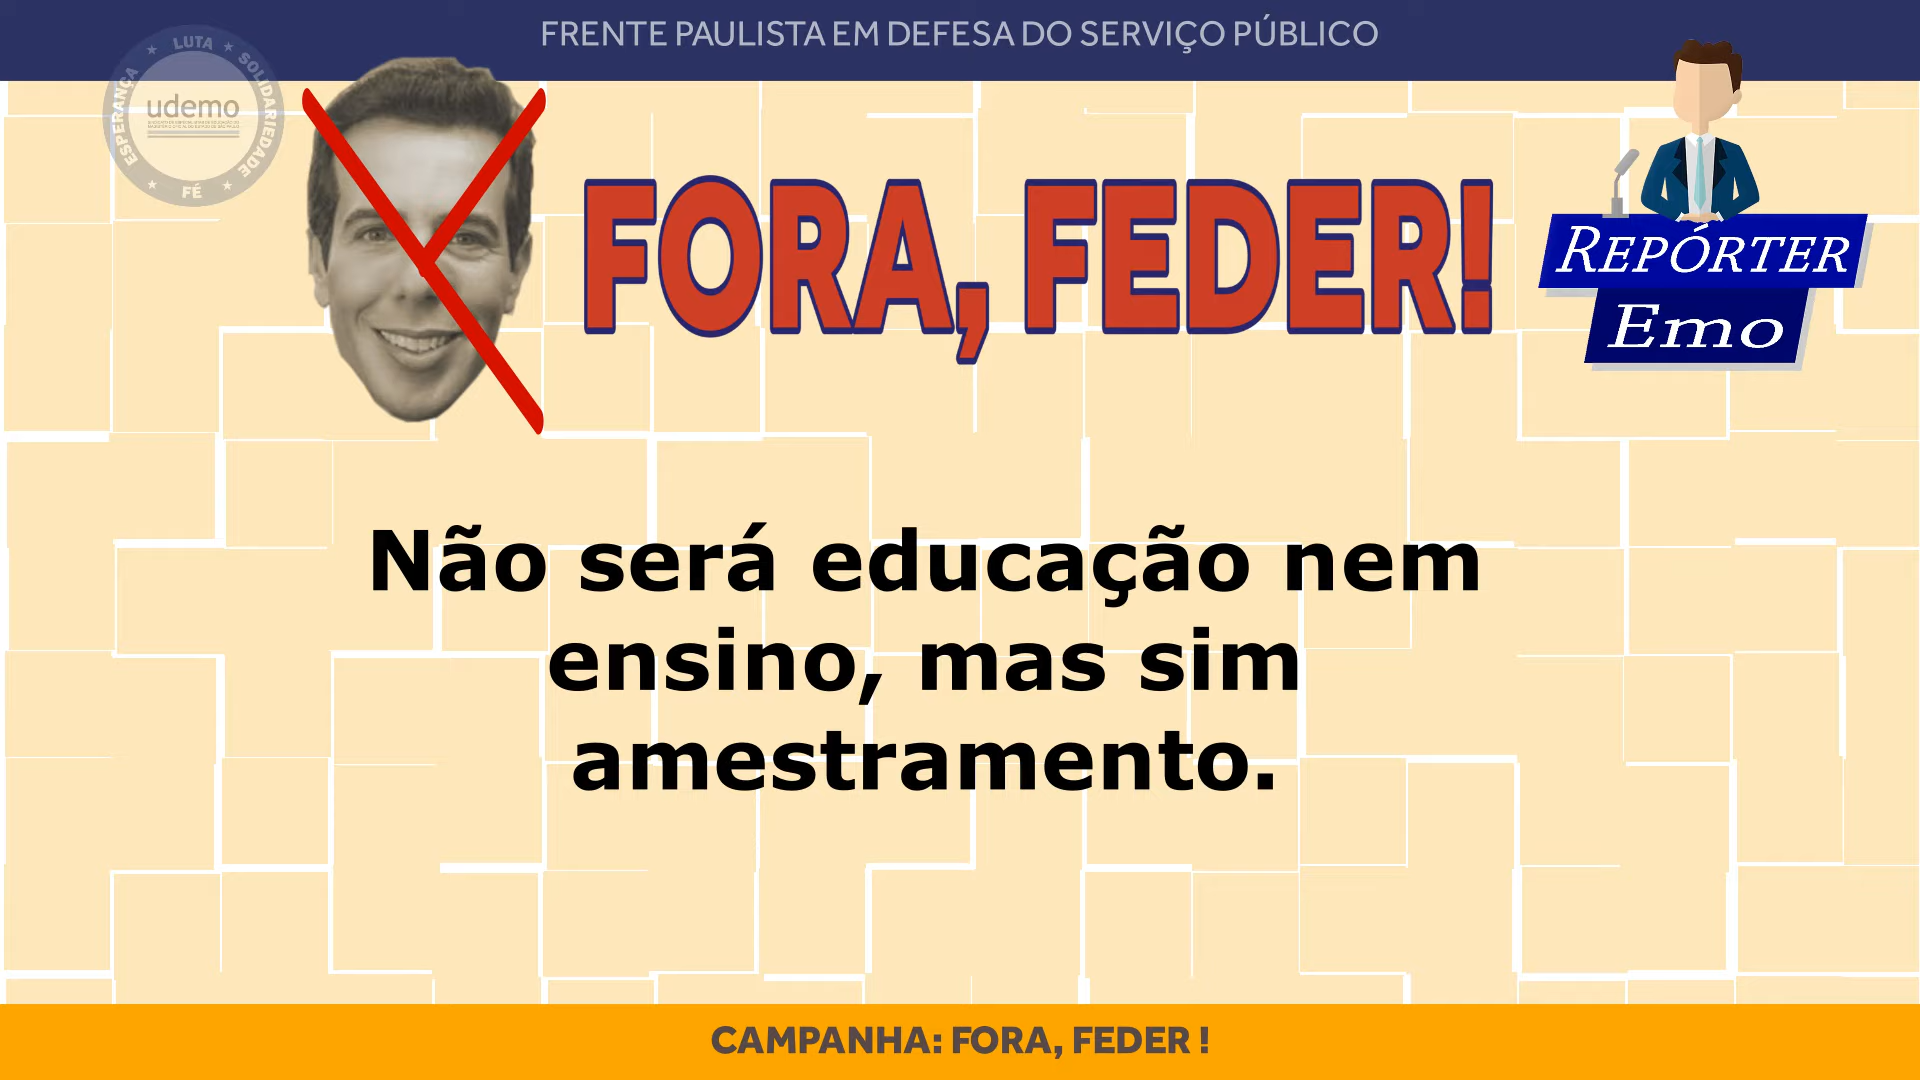 FRENTE PAULISTA EM DEFESA DO SERVIÇO PÚBLICO
LUTA
ESPERANÇA
SOLIDARIEDADE
udemo
FÉ
FORA, FEDER!
REPÓRTER
Emo
Não será educação nem
ensino, mas sim
amestramento.
CAMPANHA: FORA, FEDER !